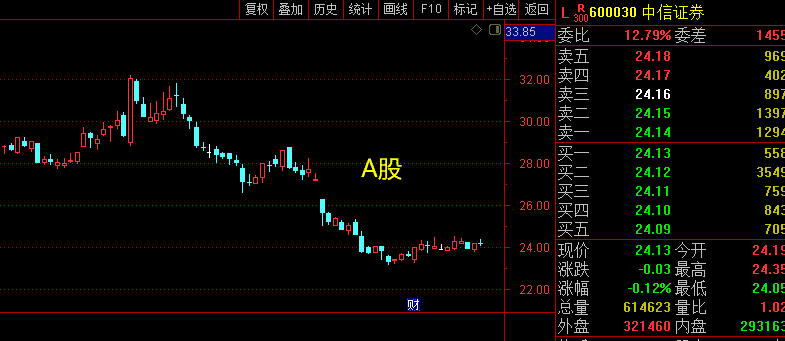 复权 叠加 历史 统计 画线 F10 标记 +自选 返回
L R 300 600030 中信证券
33.85
委比 12.79% 委差 1455
卖五 24.18 969
卖四 24.17 402
卖三 24.16 897
卖二 24.15 1397
卖一 24.14 1294
买一 24.13 558
买二 24.12 3549
买三 24.11 759
买四 24.10 843
买五 24.09 705
现价 24.13 今开 24.19
涨跌 -0.03 最高 24.35
涨幅 -0.12% 最低 24.05
总量 614623 量比 1.02
外盘 321460 内盘 293163
32.00
30.00
28.00
26.00
24.00
22.00
A股
财